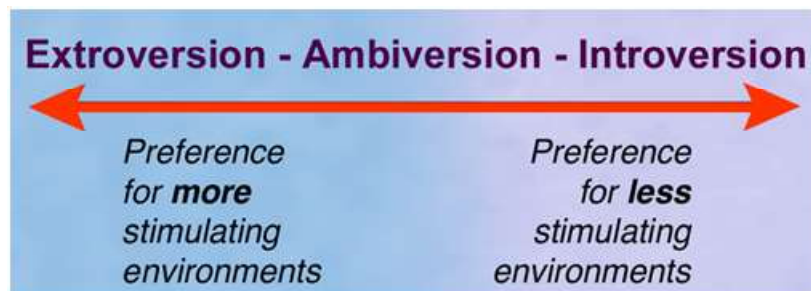 Extroversion - Ambiversion - Introversion
Preference
for more
stimulating
environments
Preference
for less
stimulating
environments